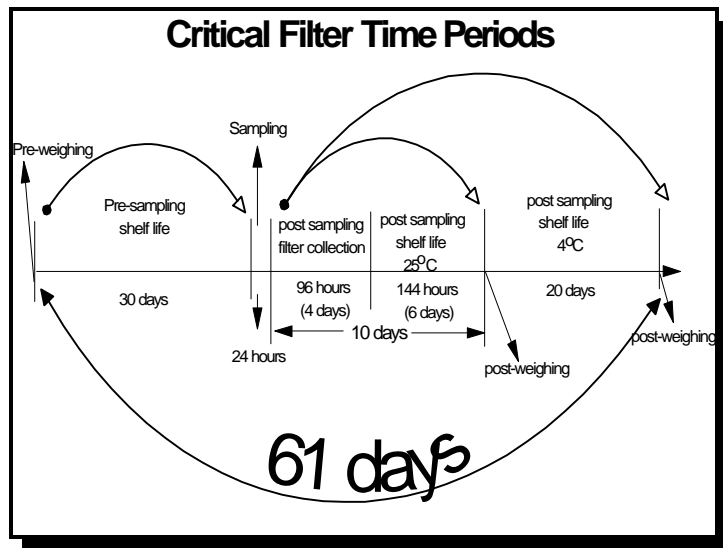 Critical Filter Time Periods
Pre-weighing
Sampling
Pre-sampling
shelf life
post sampling
filter collection
post sampling
shelf life
25°C
post sampling
shelf life
4°C
30 days
96 hours
(4 days)
144 hours
(6 days)
20 days
10 days
24 hours
post-weighing
post-weighing
61 days